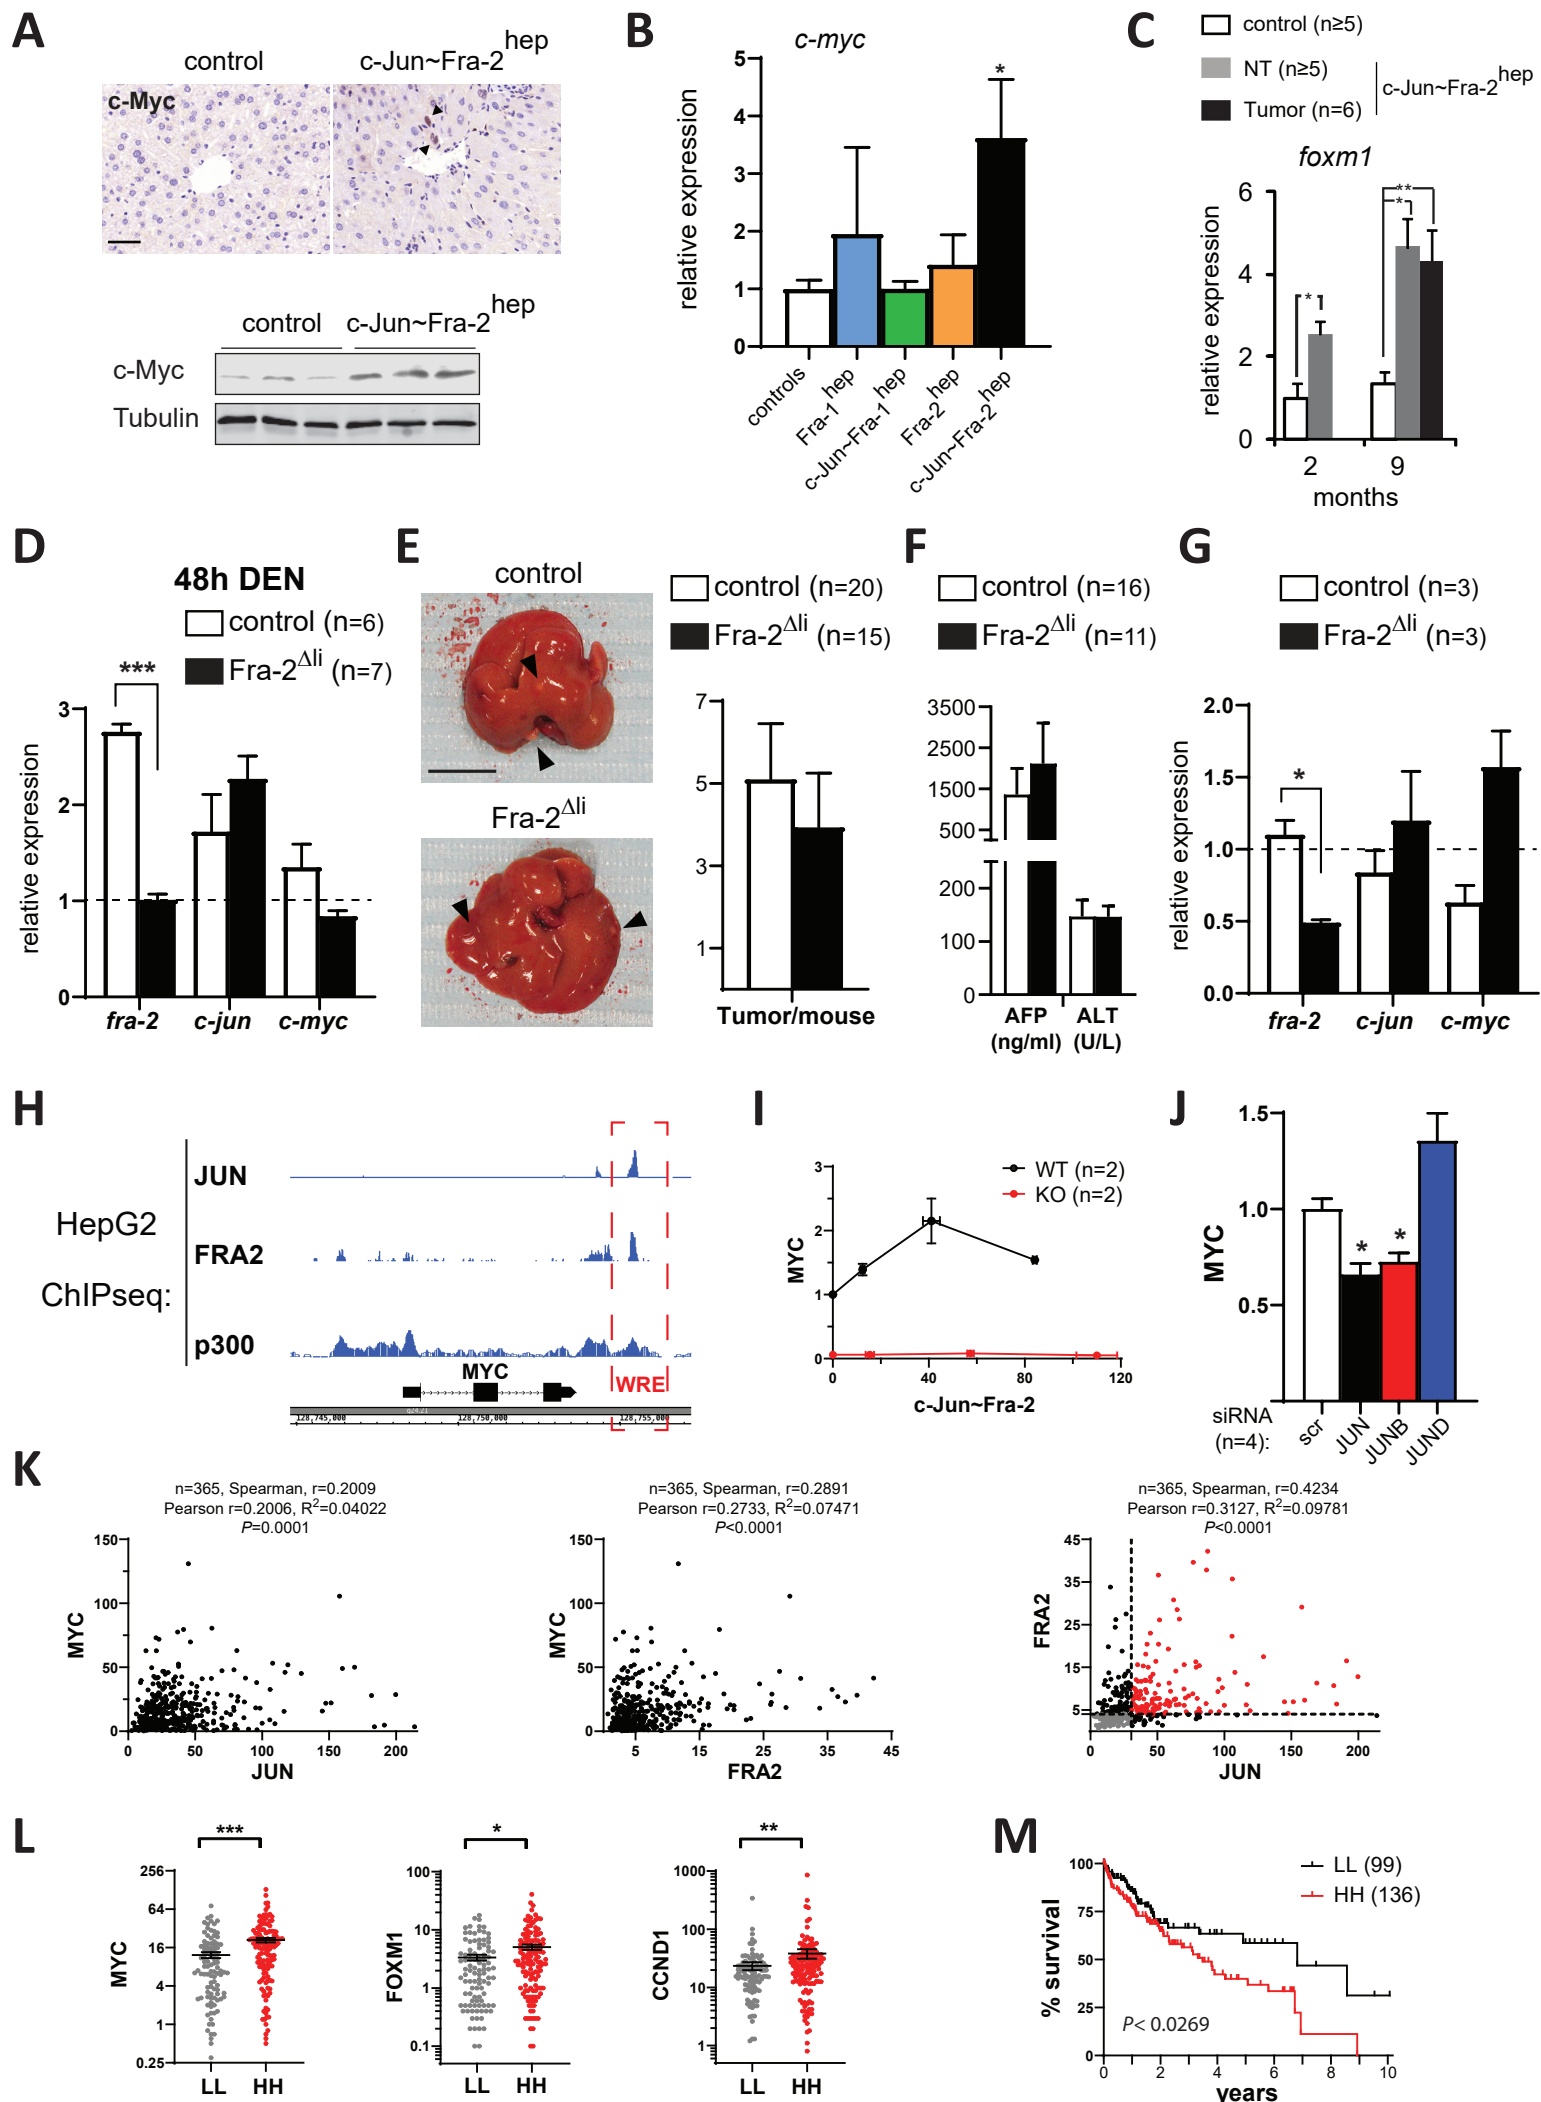 A
control
c-Jun~Fra-2hep
c-Myc
control
c-Jun~Fra-2hep
c-Myc
Tubulin
B
c-myc
relative expression
5
4
3
2
1
0
*
controls
Fra-1hep
c-Jun~Fra-1hep
Fra-2hep
c-Jun~Fra-2hep
C
control (n≥5)
NT (n≥5)
Tumor (n=6)
c-Jun~Fra-2hep
foxm1
relative expression
6
4
2
0
*
**
*
2
9
months
D
48h DEN
control (n=6)
Fra-2Δli (n=7)
***
relative expression
3
2
1
0
fra-2
c-jun
c-myc
E
control
Fra-2Δli
control (n=20)
Fra-2Δli (n=15)
7
5
3
1
Tumor/mouse
F
control (n=16)
Fra-2Δli (n=11)
3500
2500
1500
500
200
100
0
AFP
(ng/ml)
ALT
(U/L)
G
control (n=3)
Fra-2Δli (n=3)
relative expression
2.0
1.5
1.0
0.5
0.0
*
fra-2
c-jun
c-myc
H
HepG2
ChIPseq:
JUN
FRA2
p300
MYC
WRE
128,745,000
128,750,000
128,755,000
I
WT (n=2)
KO (n=2)
MYC
3
2
1
0
0
40
80
120
c-Jun~Fra-2
J
MYC
1.5
1.0
0.5
*
*
siRNA
(n=4):
scr
JUN
JUNB
JUND
K
n=365, Spearman, r=0.2009
Pearson r=0.2006, R2=0.04022
P=0.0001
MYC
150
100
50
0
0
50
100
150
200
JUN
n=365, Spearman, r=0.2891
Pearson r=0.2733, R2=0.07471
P<0.0001
MYC
150
100
50
0
5
15
25
35
45
FRA2
n=365, Spearman, r=0.4234
Pearson r=0.3127, R2=0.09781
P<0.0001
FRA2
45
35
25
15
5
0
50
100
150
200
JUN
L
***
MYC
256
64
16
4
1
0.25
LL
HH
*
FOXM1
100
10
1
0.1
LL
HH
**
CCND1
1000
100
10
1
LL
HH
M
LL (99)
HH (136)
% survival
100
75
50
25
0
P< 0.0269
0
2
4
6
8
10
years